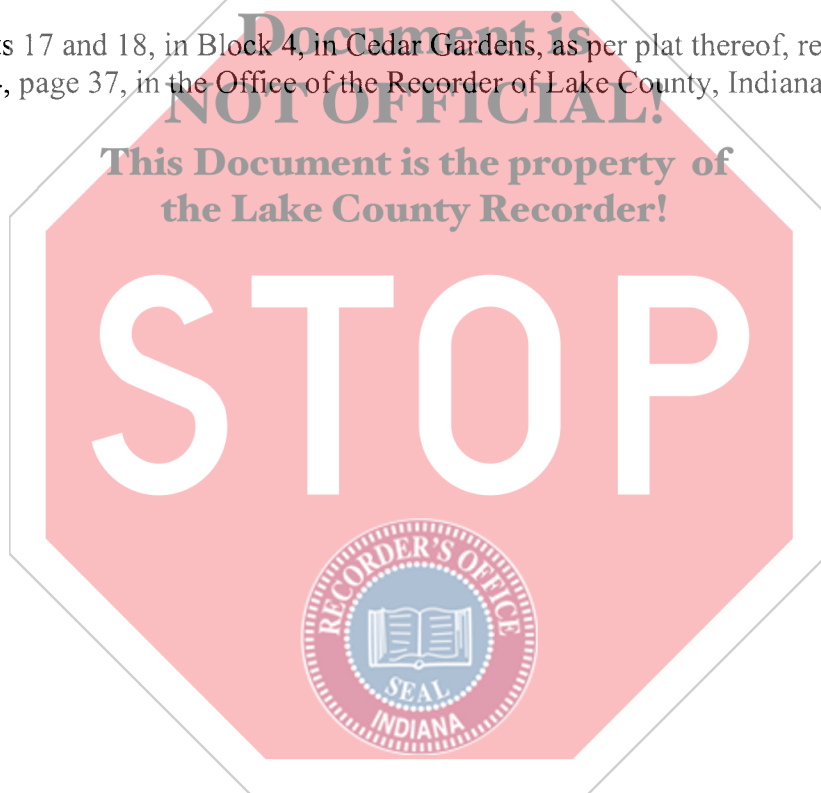 Document is
ts 17 and 18, in Block 4, in Cedar Gardens, as per plat thereof, re
, page 37, in the Office of the Recorder of Lake County, Indiana
NOT OFFICIAL!
This Document is the property of
the Lake County Recorder!
STOP
RECORDER'S OFFICE
SEAL
INDIANA